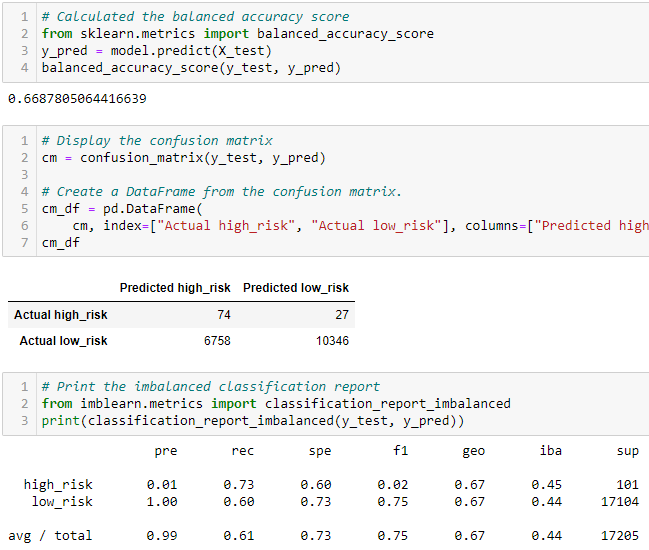 1 # Calculated the balanced accuracy score
2 from sklearn.metrics import balanced_accuracy_score
3 y_pred = model.predict(X_test)
4 balanced_accuracy_score(y_test, y_pred)
0.6687805064416639
1 # Display the confusion matrix
2 cm = confusion_matrix(y_test, y_pred)
3
4 # Create a DataFrame from the confusion matrix.
5 cm_df = pd.DataFrame(
6 cm, index=["Actual high_risk", "Actual low_risk"], columns=["Predicted high
7 cm_df
Predicted high_risk Predicted low_risk
Actual high_risk 74 27
Actual low_risk 6758 10346
1 # Print the imbalanced classification report
2 from imblearn.metrics import classification_report_imbalanced
3 print(classification_report_imbalanced(y_test, y_pred))
pre rec spe f1 geo iba sup
high_risk 0.01 0.73 0.60 0.02 0.67 0.45 101
low_risk 1.00 0.60 0.73 0.75 0.67 0.44 17104
avg / total 0.99 0.61 0.73 0.75 0.67 0.44 17205